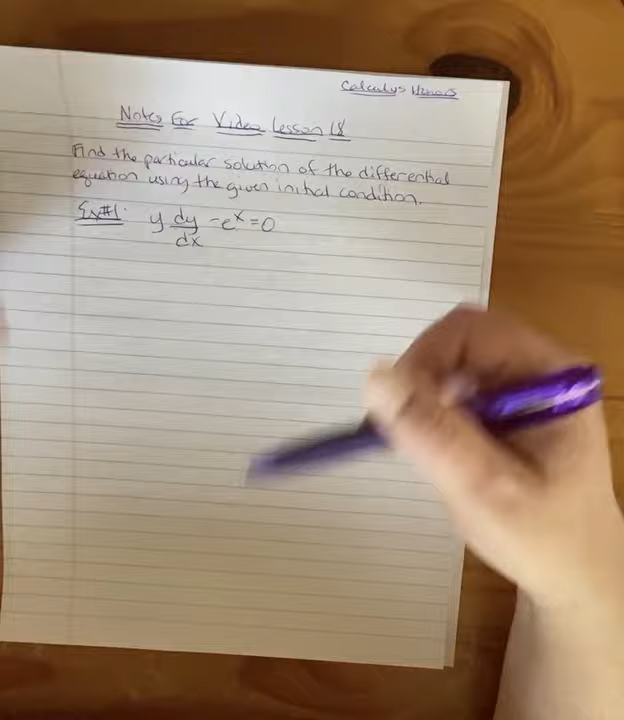 Calculus Honors
Notes For Video Lesson 18
Find the particular solution of the differential
equation using the given initial condition.
Ex#1: y dy/dx - e^x = 0